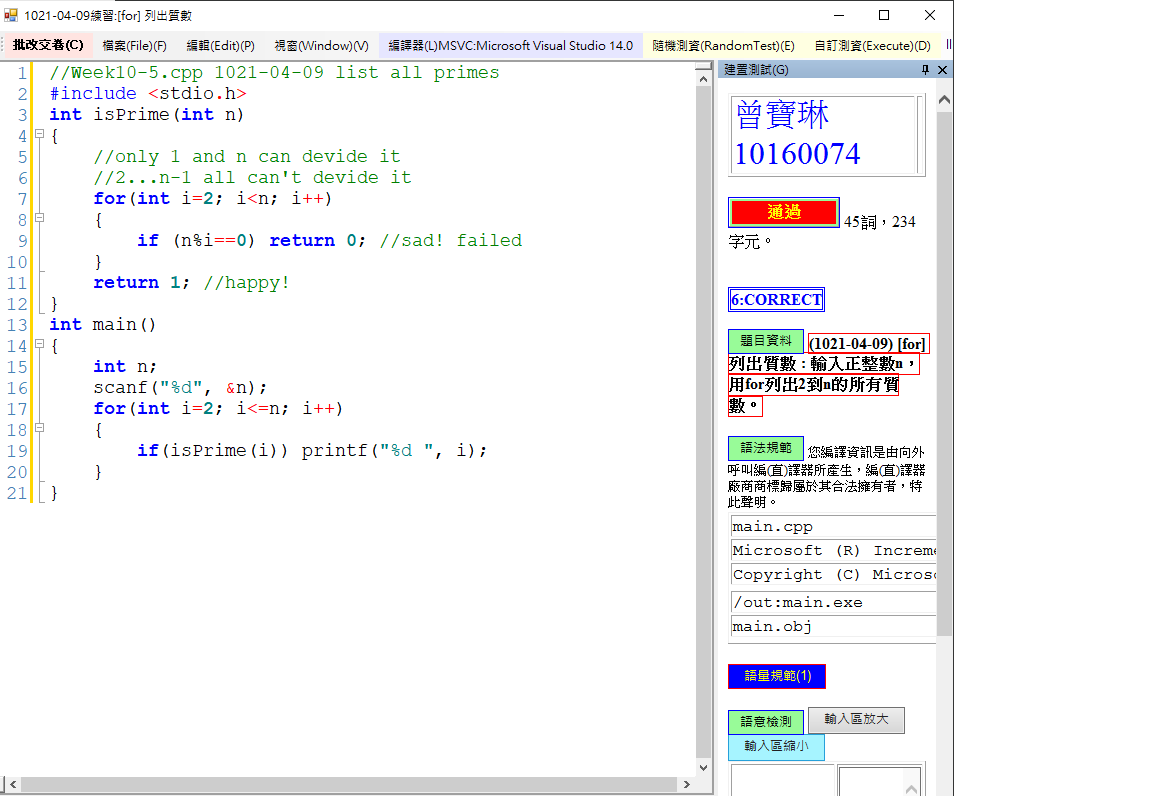 1021-04-09練習:[for] 列出質數
批改交卷(C) 檔案(File)(F) 編輯(Edit)(P) 視窗(Window)(V) 編譯器(L)MSVC:Microsoft Visual Studio 14.0 隨機測資(RandomTest)(E) 自訂測資(Execute)(D)
1 //Week10-5.cpp 1021-04-09 list all primes
2 #include <stdio.h>
3 int isPrime(int n)
4 {
5     //only 1 and n can devide it
6     //2...n-1 all can't devide it
7     for(int i=2; i<n; i++)
8     {
9         if (n%i==0) return 0; //sad! failed
10     }
11     return 1; //happy!
12 }
13 int main()
14 {
15     int n;
16     scanf("%d", &n);
17     for(int i=2; i<=n; i++)
18     {
19         if(isPrime(i)) printf("%d ", i);
20     }
21 }
建置測試(G)
曾寶琳
10160074
通過 45詞，234
字元。
6:CORRECT
題目資料 (1021-04-09) [for]
列出質數：輸入正整數n，
用for列出2到n的所有質
數。
語法規範 您編譯資訊是由向外
呼叫編(直)譯器所產生，編(直)譯器
廠商商標歸屬於其合法擁有者，特
此聲明。
main.cpp
Microsoft (R) Increme
Copyright (C) Microso
/out:main.exe
main.obj
語量規範(1)
語意檢測 輸入區放大
輸入區縮小